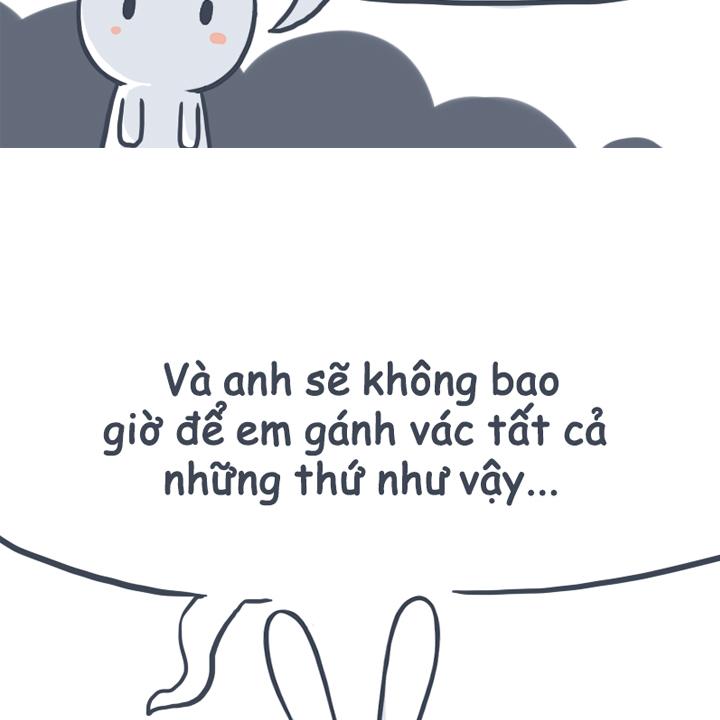 Và anh sẽ không bao
giờ để em gánh vác tất cả
những thứ như vậy...